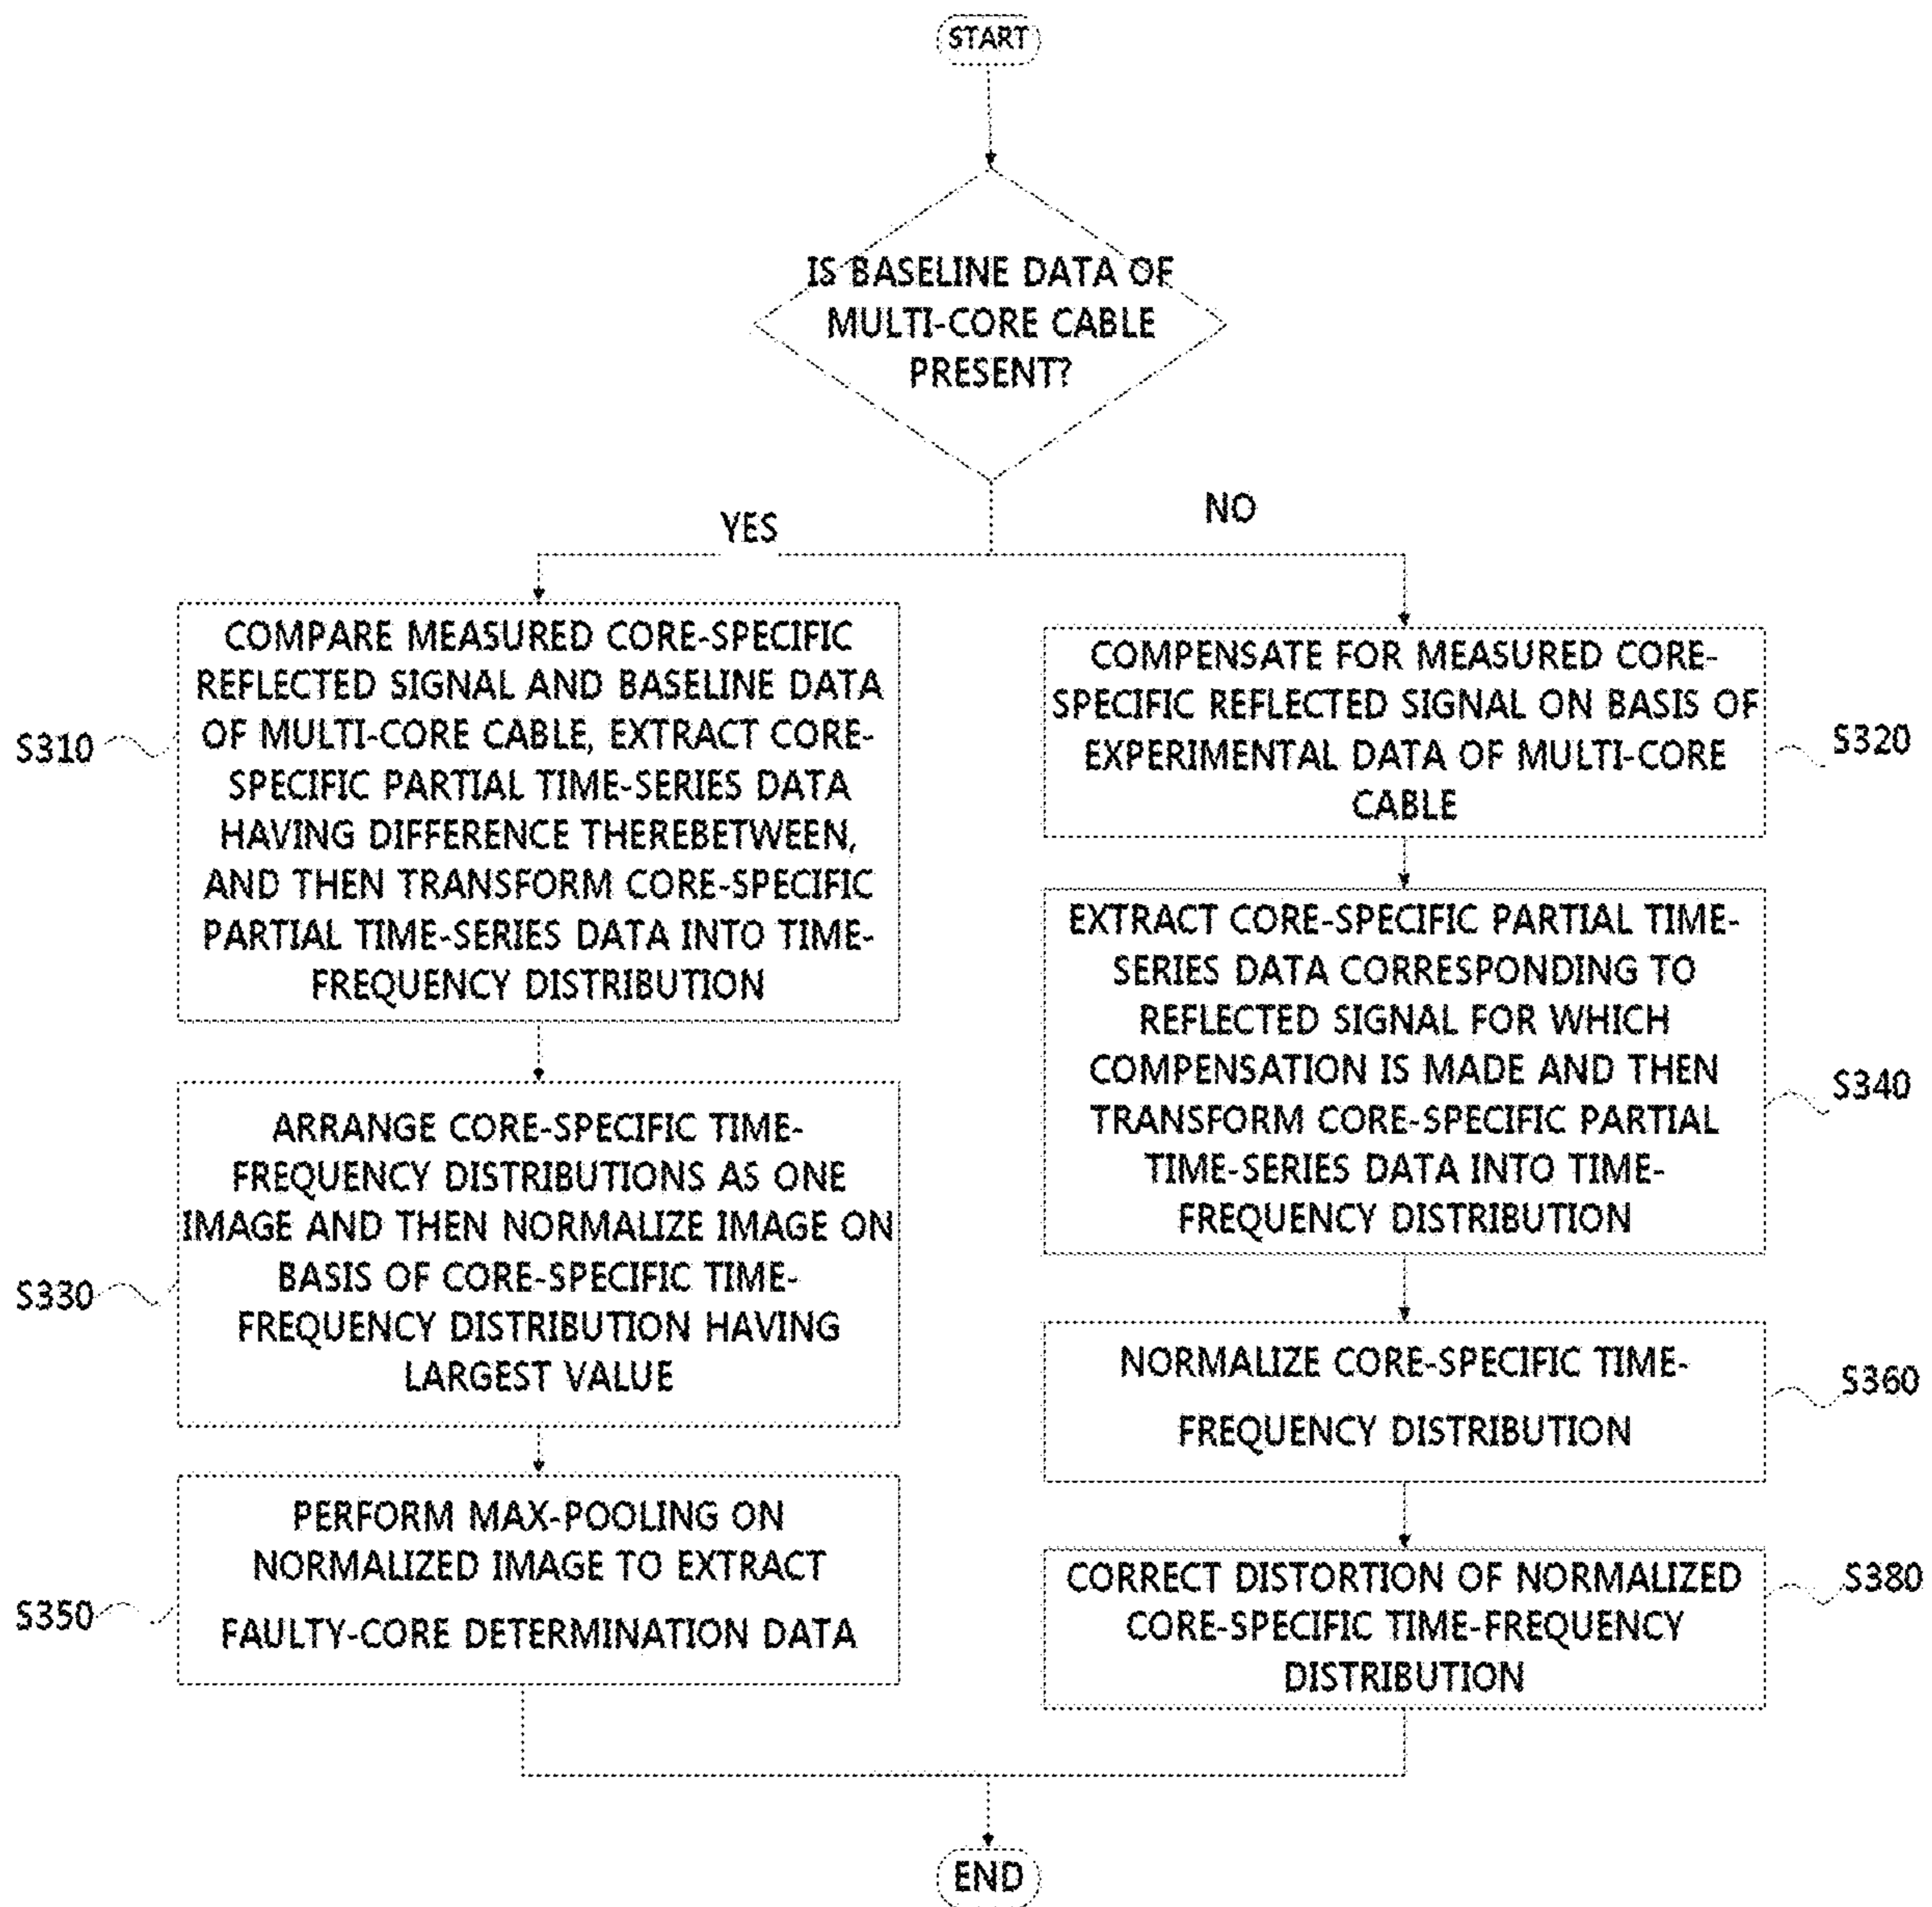 START
IS BASELINE DATA OF
MULTI-CORE CABLE
PRESENT?
YES
NO
S310
COMPARE MEASURED CORE-SPECIFIC
REFLECTED SIGNAL AND BASELINE DATA
OF MULTI-CORE CABLE, EXTRACT CORE-
SPECIFIC PARTIAL TIME-SERIES DATA
HAVING DIFFERENCE THEREBETWEEN,
AND THEN TRANSFORM CORE-SPECIFIC
PARTIAL TIME-SERIES DATA INTO TIME-
FREQUENCY DISTRIBUTION
S330
ARRANGE CORE-SPECIFIC TIME-
FREQUENCY DISTRIBUTIONS AS ONE
IMAGE AND THEN NORMALIZE IMAGE ON
BASIS OF CORE-SPECIFIC TIME-
FREQUENCY DISTRIBUTION HAVING
LARGEST VALUE
S350
PERFORM MAX-POOLING ON
NORMALIZED IMAGE TO EXTRACT
FAULTY-CORE DETERMINATION DATA
COMPENSATE FOR MEASURED CORE-
SPECIFIC REFLECTED SIGNAL ON BASIS OF
EXPERIMENTAL DATA OF MULTI-CORE
CABLE
S320
EXTRACT CORE-SPECIFIC PARTIAL TIME-
SERIES DATA CORRESPONDING TO
REFLECTED SIGNAL FOR WHICH
COMPENSATION IS MADE AND THEN
TRANSFORM CORE-SPECIFIC PARTIAL
TIME-SERIES DATA INTO TIME-
FREQUENCY DISTRIBUTION
S340
NORMALIZE CORE-SPECIFIC TIME-
FREQUENCY DISTRIBUTION
S360
CORRECT DISTORTION OF NORMALIZED
CORE-SPECIFIC TIME-FREQUENCY
DISTRIBUTION
S380
END